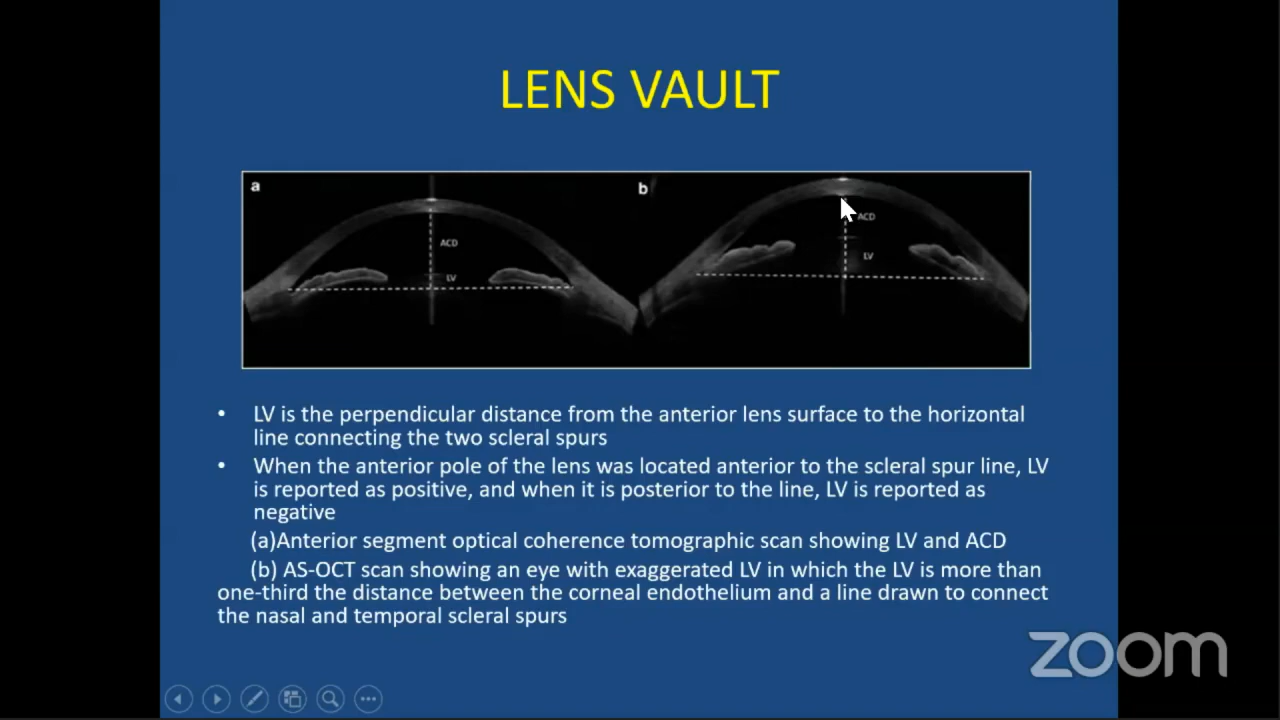 LENS VAULT
a
b
ACD
ACD
LV
LV
• LV is the perpendicular distance from the anterior lens surface to the horizontal
line connecting the two scleral spurs
• When the anterior pole of the lens was located anterior to the scleral spur line, LV
is reported as positive, and when it is posterior to the line, LV is reported as
negative
(a)Anterior segment optical coherence tomographic scan showing LV and ACD
(b) AS-OCT scan showing an eye with exaggerated LV in which the LV is more than
one-third the distance between the corneal endothelium and a line drawn to connect
the nasal and temporal scleral spurs
zoom